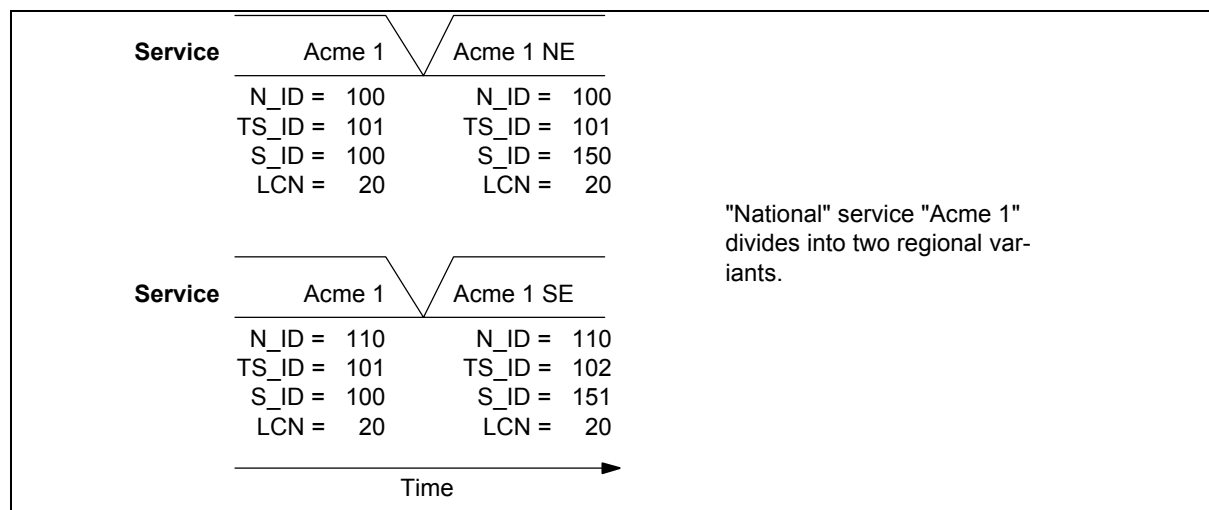 Service Acme 1 Acme 1 NE
N_ID = 100 N_ID = 100
TS_ID = 101 TS_ID = 101
S_ID = 100 S_ID = 150
LCN = 20 LCN = 20
"National" service "Acme 1"
divides into two regional var-
iants.
Service Acme 1 Acme 1 SE
N_ID = 110 N_ID = 110
TS_ID = 101 TS_ID = 102
S_ID = 100 S_ID = 151
LCN = 20 LCN = 20
Time